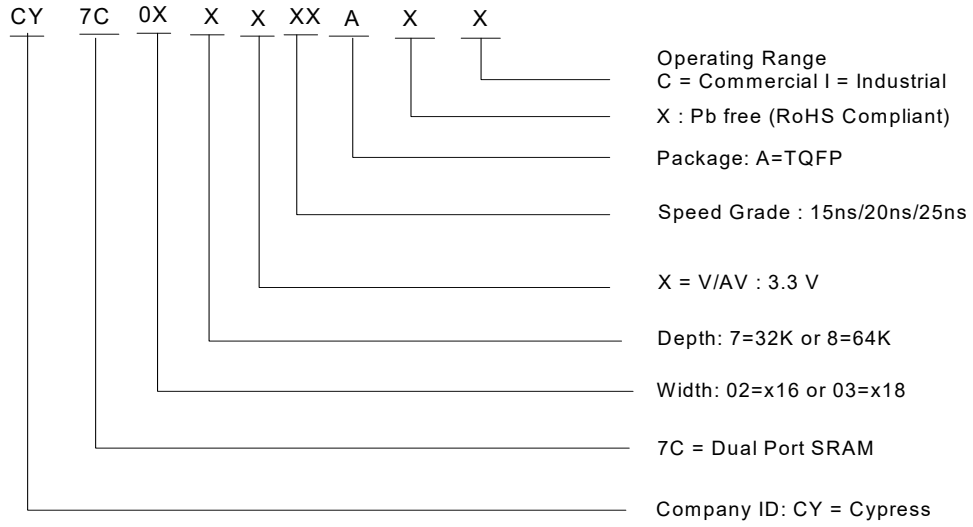 CY 7C 0X X X XX A X X
Operating Range
C = Commercial I = Industrial
X : Pb free (RoHS Compliant)
Package: A=TQFP
Speed Grade : 15ns/20ns/25ns
X = V/AV : 3.3 V
Depth: 7=32K or 8=64K
Width: 02=x16 or 03=x18
7C = Dual Port SRAM
Company ID: CY = Cypress